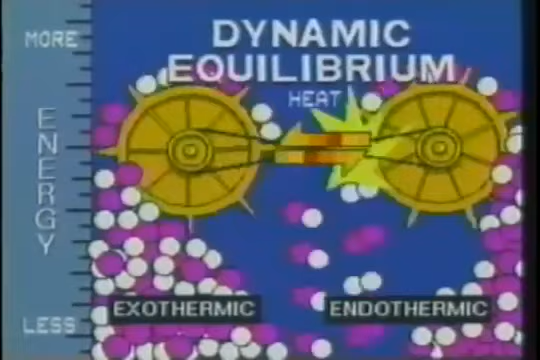 DYNAMIC
EQUILIBRIUM
MORE
HEAT
ENERGY
EXOTHERMIC
ENDOTHERMIC
LESS